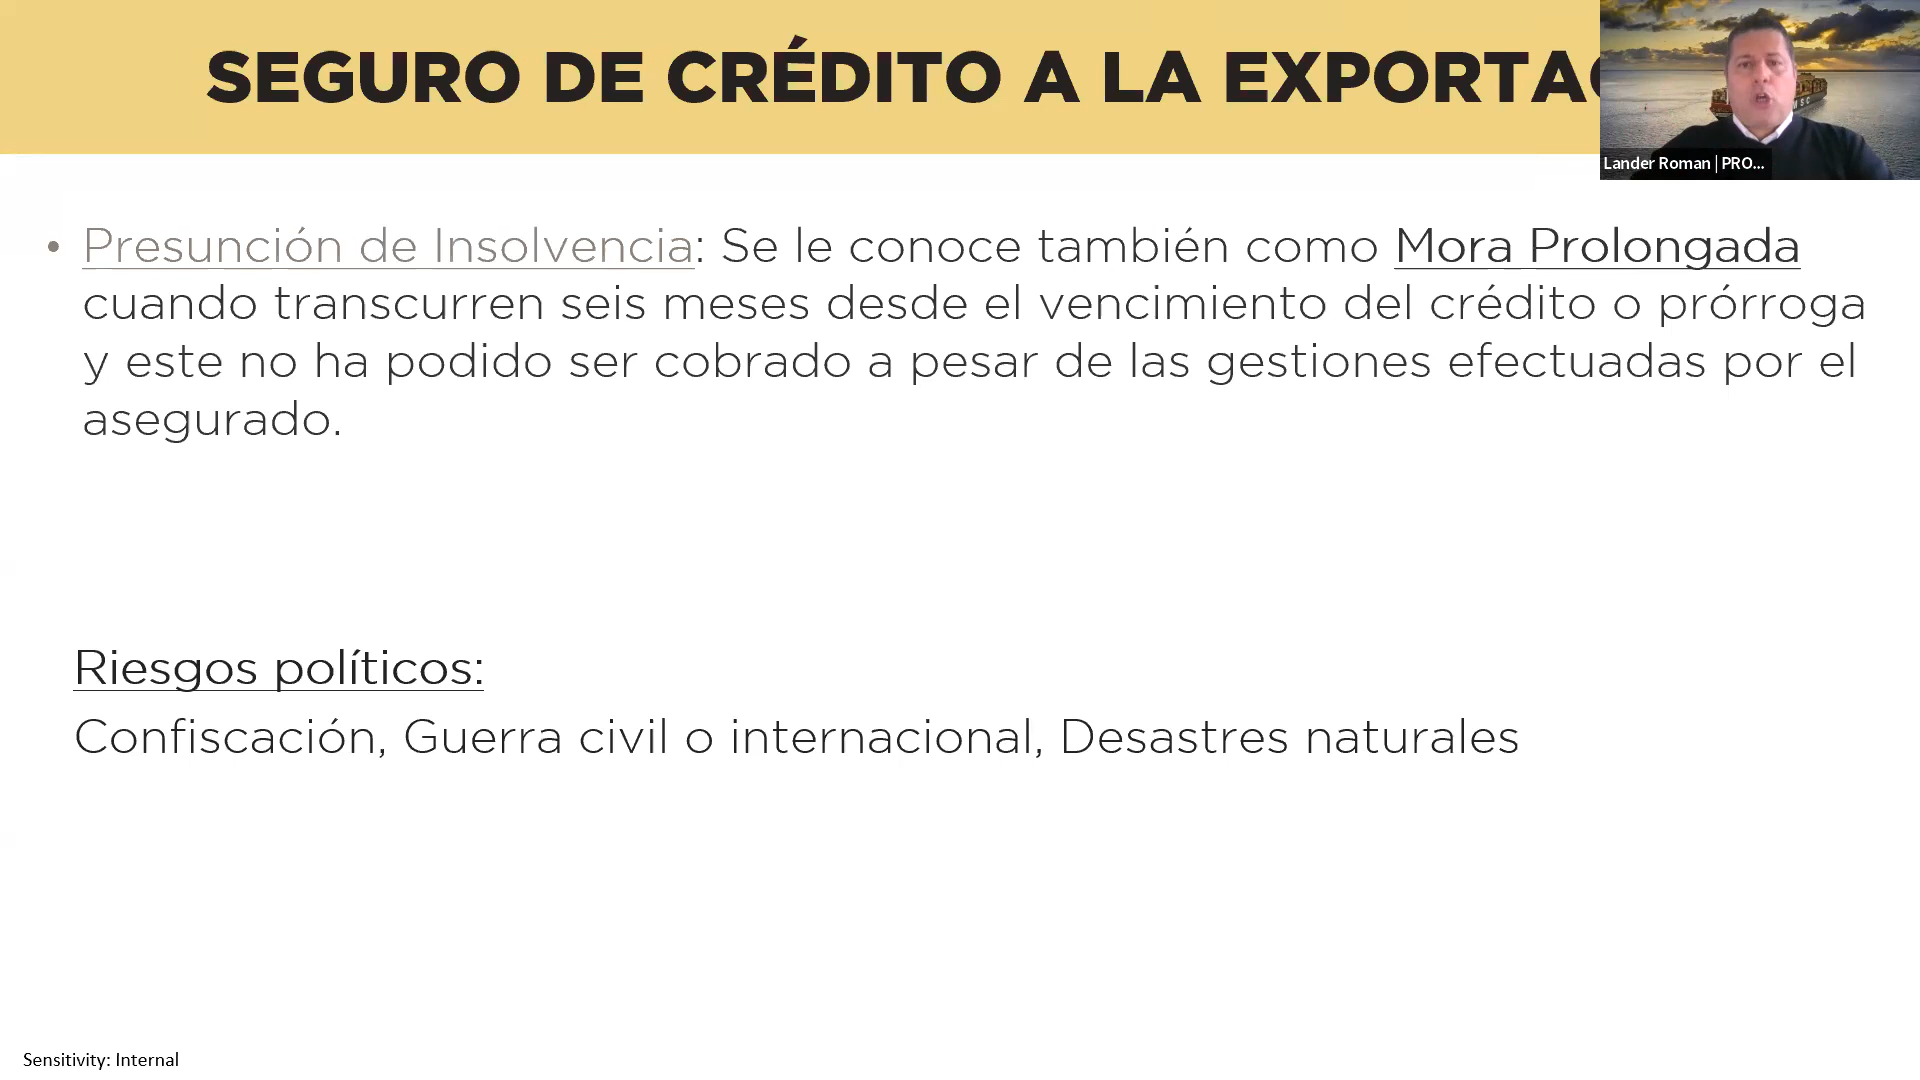 SEGURO DE CRÉDITO A LA
Lander Roman | PRO...
• Presunción de Insolvencia: Se le conoce también como Mora Prolongada
cuando transcurren seis meses desde el vencimiento del crédito o prórroga
y este no ha podido ser cobrado a pesar de las gestiones efectuadas por el
asegurado.
Riesgos políticos:
Confiscación, Guerra civil o internacional, Desastres naturales
Sensitivity: Internal